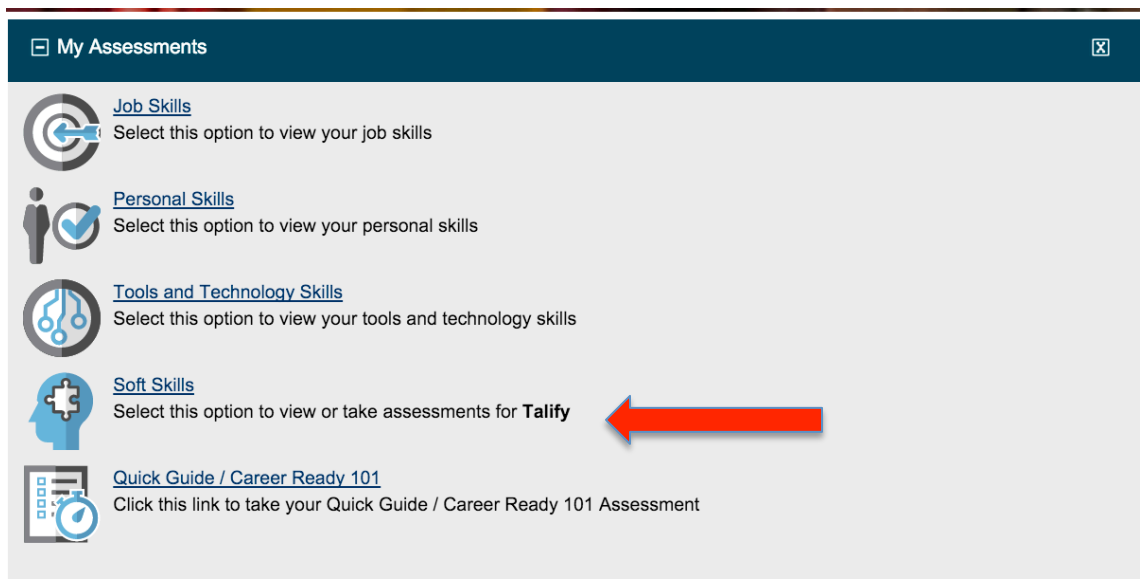 My Assessments
Job Skills
Select this option to view your job skills
Personal Skills
Select this option to view your personal skills
Tools and Technology Skills
Select this option to view your tools and technology skills
Soft Skills
Select this option to view or take assessments for Talify
Quick Guide / Career Ready 101
Click this link to take your Quick Guide / Career Ready 101 Assessment